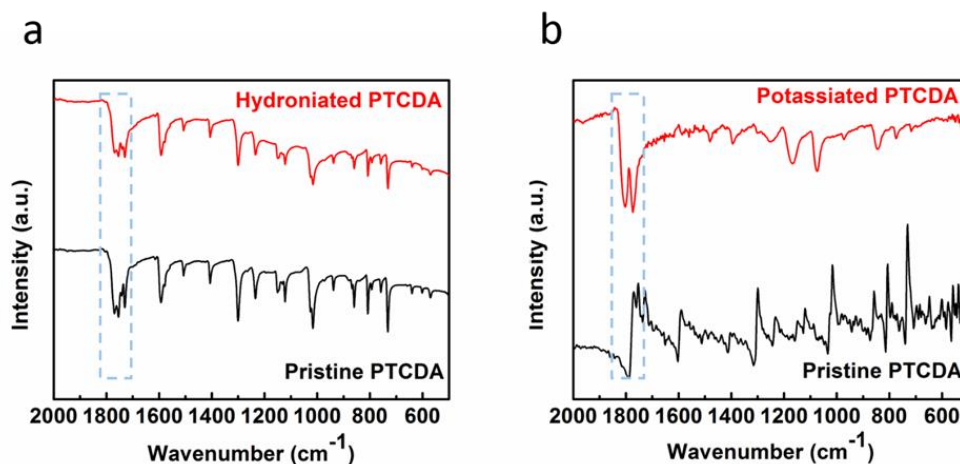 a
Hydroniated PTCDA
Pristine PTCDA
Intensity (a.u.)
2000 1800 1600 1400 1200 1000 800 600
Wavenumber (cm⁻¹)
b
Potassiated PTCDA
Pristine PTCDA
Intensity (a.u.)
2000 1800 1600 1400 1200 1000 800
Wavenumber (cm⁻¹)